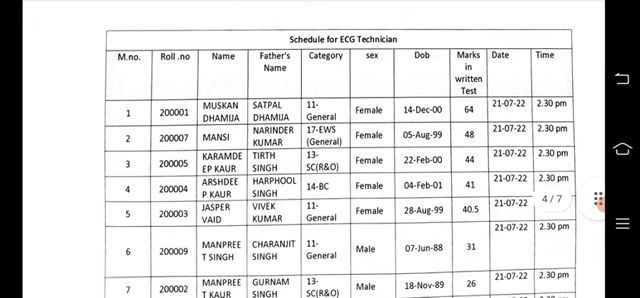 Schedule for ECG Technician
M.no. Roll .no Name Father's Name Category sex Dob Marks in written Test Date Time
1 200001 MUSKAN DHAMIJA SATPAL DHAMIJA 11-General Female 14-Dec-00 64 21-07-22 2.30 pm
2 200007 MANSI NARINDER KUMAR 17-EWS (General) Female 05-Aug-99 48 21-07-22 2.30 pm
3 200005 KARAMDEEP KAUR TIRTH SINGH 13-SC(R&O) Female 22-Feb-00 44 21-07-22 2.30 pm
4 200004 ARSHDEEP KAUR HARPHOOL SINGH 14-BC Female 04-Feb-01 41 21-07-22 2.30 pm
5 200003 JASPER VAID VIVEK KUMAR 11-General Female 28-Aug-99 40.5 21-07-22 2.30 pm
4 / 7
6 200009 MANPREET SINGH CHARANJIT SINGH 11-General Male 07-Jun-88 31 21-07-22 2.30 pm
7 200002 MANPREET KAUR GURNAM SINGH 13-SC(R&O) Male 18-Nov-89 26 21-07-22 2.30 pm